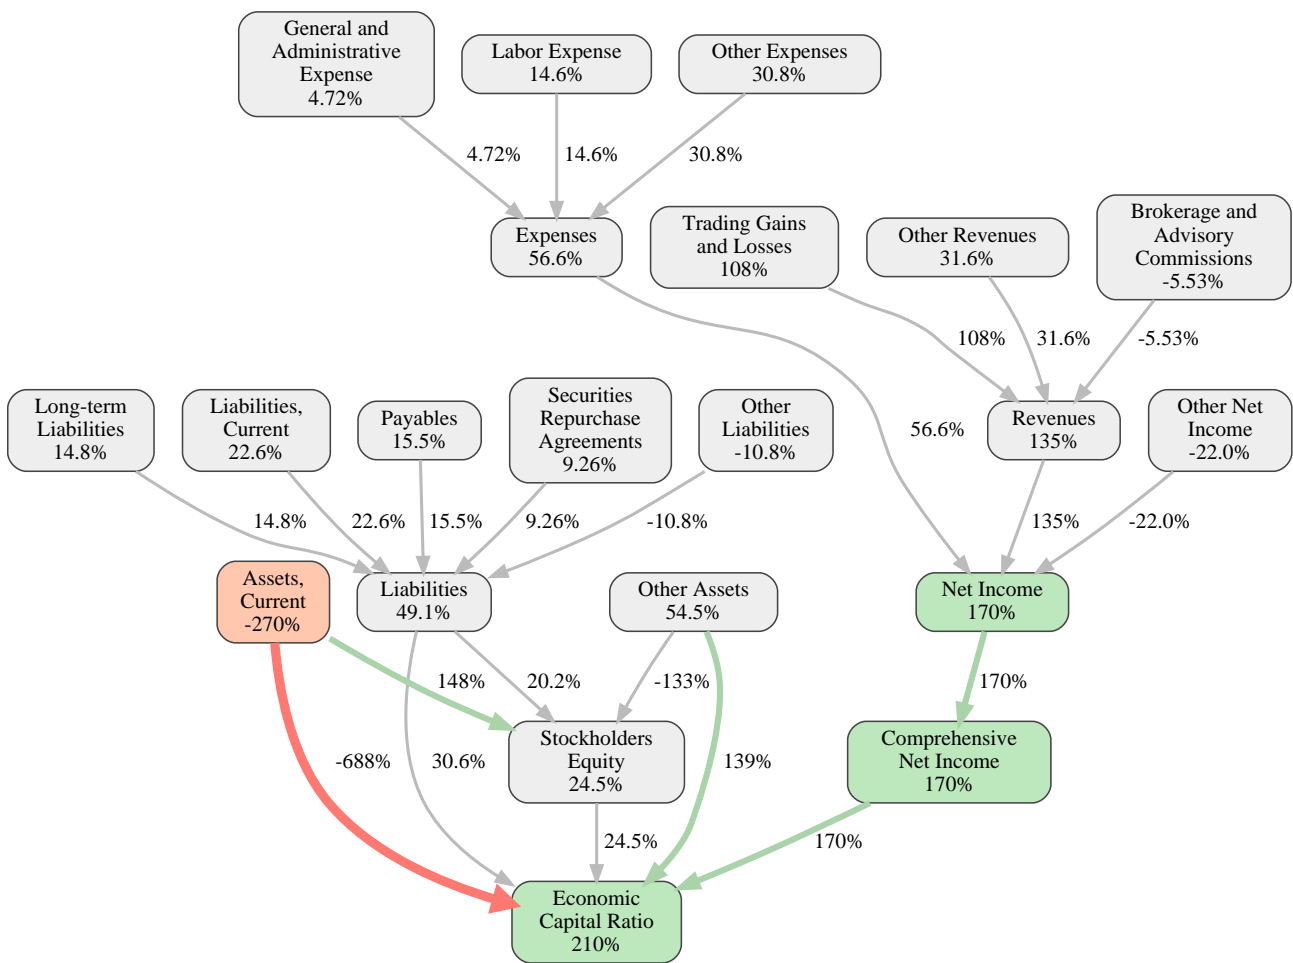 General and
Administrative
Expense
4.72%
Labor Expense
14.6%
Other Expenses
30.8%
4.72%
14.6%
30.8%
Expenses
56.6%
Trading Gains
and Losses
108%
Other Revenues
31.6%
Brokerage and
Advisory
Commissions
-5.53%
108%
31.6%
-5.53%
Long-term
Liabilities
14.8%
Liabilities,
Current
22.6%
Payables
15.5%
Securities
Repurchase
Agreements
9.26%
Other
Liabilities
-10.8%
56.6%
Revenues
135%
Other Net
Income
-22.0%
14.8%
22.6%
15.5%
9.26%
-10.8%
135%
-22.0%
Assets,
Current
-270%
Liabilities
49.1%
Other Assets
54.5%
Net Income
170%
148%
20.2%
-133%
170%
-688%
30.6%
Stockholders
Equity
24.5%
139%
Comprehensive
Net Income
170%
24.5%
170%
Economic
Capital Ratio
210%